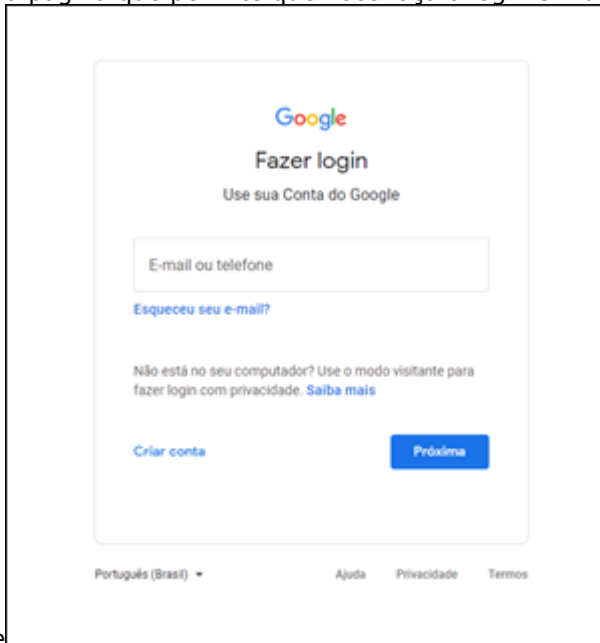 Google
Fazer login
Use sua Conta do Google
E-mail ou telefone
Esqueceu seu e-mail?
Não está no seu computador? Use o modo visitante para
fazer login com privacidade. Saiba mais
Criar conta
Próxima
Português (Brasil)
Ajuda
Privacidade
Termos